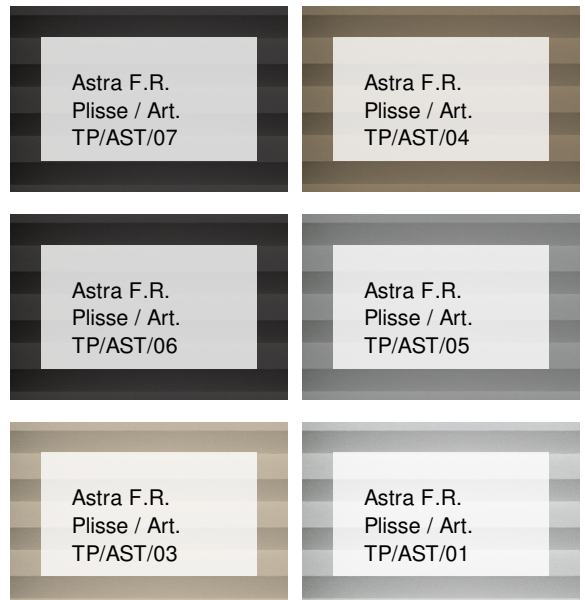 Astra F.R.
Plisse / Art.
TP/AST/07
Astra F.R.
Plisse / Art.
TP/AST/04
Astra F.R.
Plisse / Art.
TP/AST/06
Astra F.R.
Plisse / Art.
TP/AST/05
Astra F.R.
Plisse / Art.
TP/AST/03
Astra F.R.
Plisse / Art.
TP/AST/01